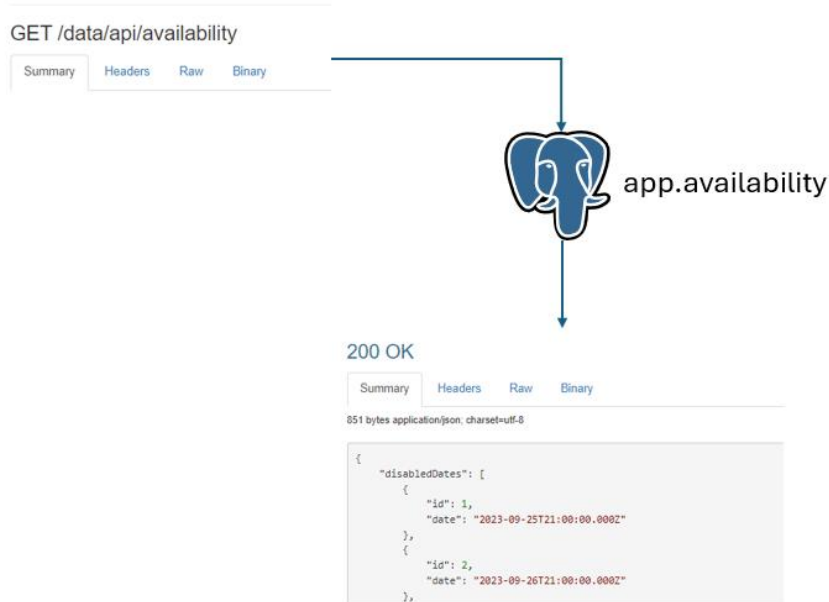 GET /data/api/availability
Summary Headers Raw Binary
app.availability
200 OK
Summary Headers Raw Binary
851 bytes application/json; charset=utf-8
{
"disabledDates": [
{
"id": 1,
"date": "2023-09-25T21:00:00.000Z"
},
{
"id": 2,
"date": "2023-09-26T21:00:00.000Z"
},